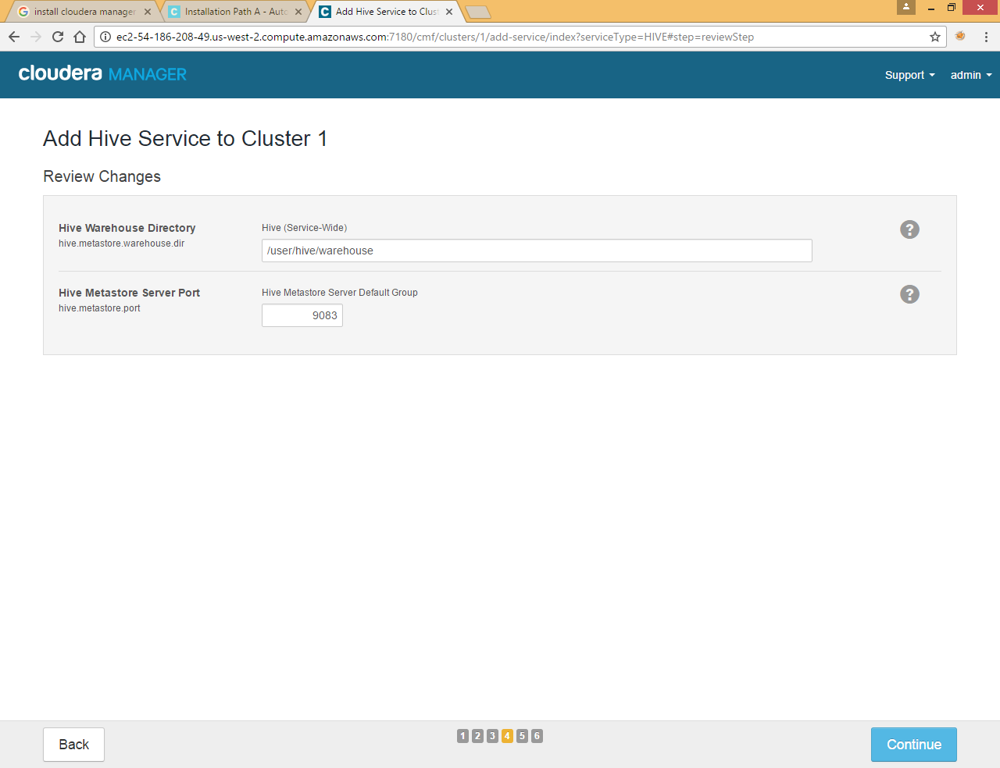 install cloudera manager
Installation Path A - Auto
Add Hive Service to Clust
ec2-54-186-208-49.us-west-2.compute.amazonaws.com:7180/cmf/clusters/1/add-service/index?serviceType=HIVE#step=reviewStep
cloudera MANAGER
Support
admin
Add Hive Service to Cluster 1
Review Changes
Hive Warehouse Directory
hive.metastore.warehouse.dir
Hive (Service-Wide)
/user/hive/warehouse
?
Hive Metastore Server Port
hive.metastore.port
Hive Metastore Server Default Group
9083
?
Back
1 2 3 4 5 6
Continue